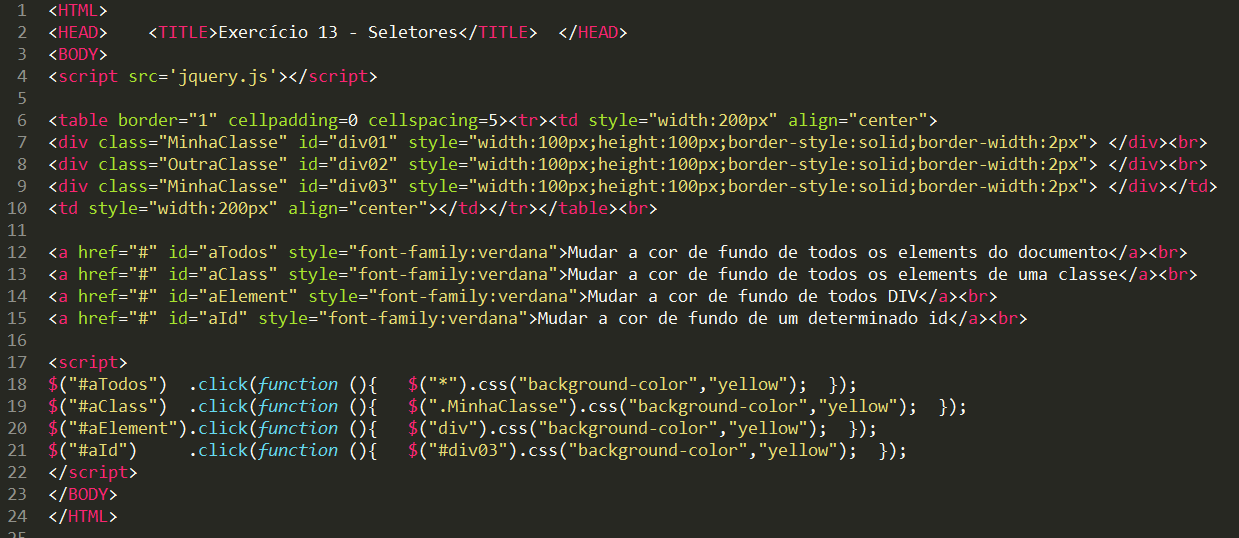 1 <HTML>
2 <HEAD>    <TITLE>Exercício 13 - Seletores</TITLE>  </HEAD>
3 <BODY>
4 <script src='jquery.js'></script>
5
6 <table border="1" cellpadding=0 cellspacing=5><tr><td style="width:200px" align="center">
7 <div class="MinhaClasse" id="div01" style="width:100px;height:100px;border-style:solid;border-width:2px"> </div><br>
8 <div class="OutraClasse" id="div02" style="width:100px;height:100px;border-style:solid;border-width:2px"> </div><br>
9 <div class="MinhaClasse" id="div03" style="width:100px;height:100px;border-style:solid;border-width:2px"> </div></td>
10 <td style="width:200px" align="center"></td></tr></table><br>
11
12 <a href="#" id="aTodos" style="font-family:verdana">Mudar a cor de fundo de todos os elements do documento</a><br>
13 <a href="#" id="aClass" style="font-family:verdana">Mudar a cor de fundo de todos os elements de uma classe</a><br>
14 <a href="#" id="aElement" style="font-family:verdana">Mudar a cor de fundo de todos DIV</a><br>
15 <a href="#" id="aId" style="font-family:verdana">Mudar a cor de fundo de um determinado id</a><br>
16
17 <script>
18 $("#aTodos")  .click(function (){   $("*").css("background-color","yellow");  });
19 $("#aClass")  .click(function (){   $(".MinhaClasse").css("background-color","yellow");  });
20 $("#aElement").click(function (){   $("div").css("background-color","yellow");  });
21 $("#aId")     .click(function (){   $("#div03").css("background-color","yellow");  });
22 </script>
23 </BODY>
24 </HTML>
25